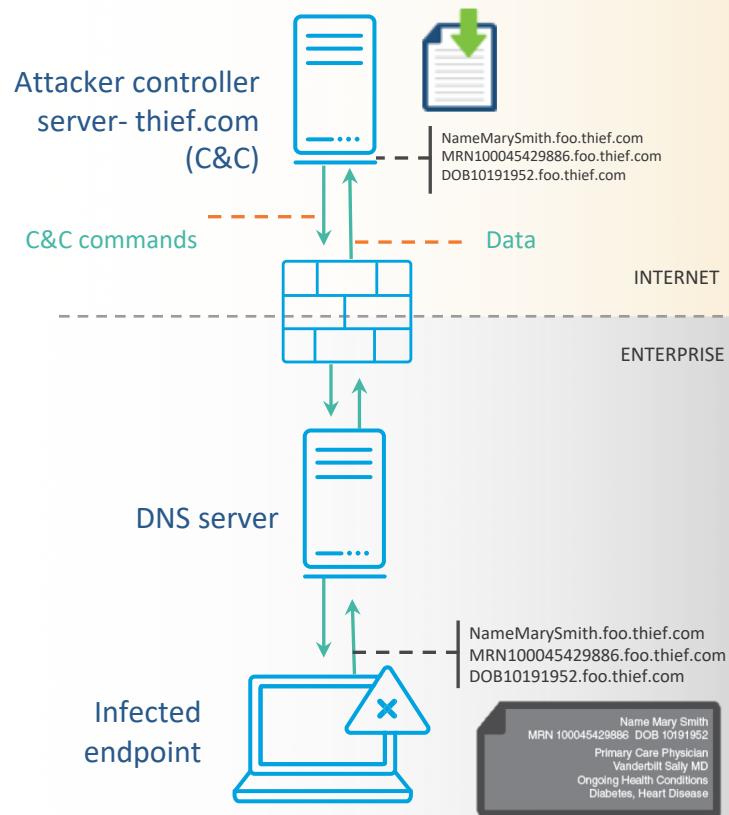 Attacker controller
server- thief.com
(C&C)
NameMarySmith.foo.thief.com
MRN100045429886.foo.thief.com
DOB10191952.foo.thief.com
C&C commands
Data
INTERNET
ENTERPRISE
DNS server
NameMarySmith.foo.thief.com
MRN100045429886.foo.thief.com
DOB10191952.foo.thief.com
Infected
endpoint
Name Mary Smith
MRN 100045429886 DOB 10191952
Primary Care Physician
Vanderbilt Sally MD
Ongoing Health Conditions
Diabetes, Heart Disease